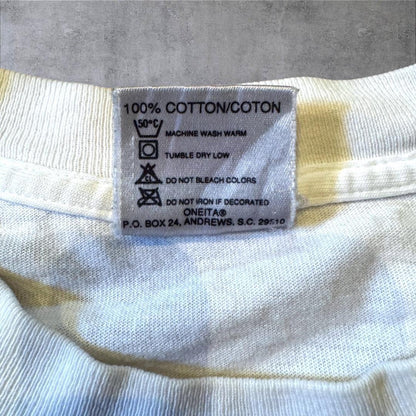 100% COTTON/COTON
50°C
MACHINE WASH WARM
TUMBLE DRY LOW
CL
DO NOT BLEACH COLORS
DO NOT IRON IF DECORATED
ONEITA®
P.O. BOX 24, ANDREWS, S.C. 29510